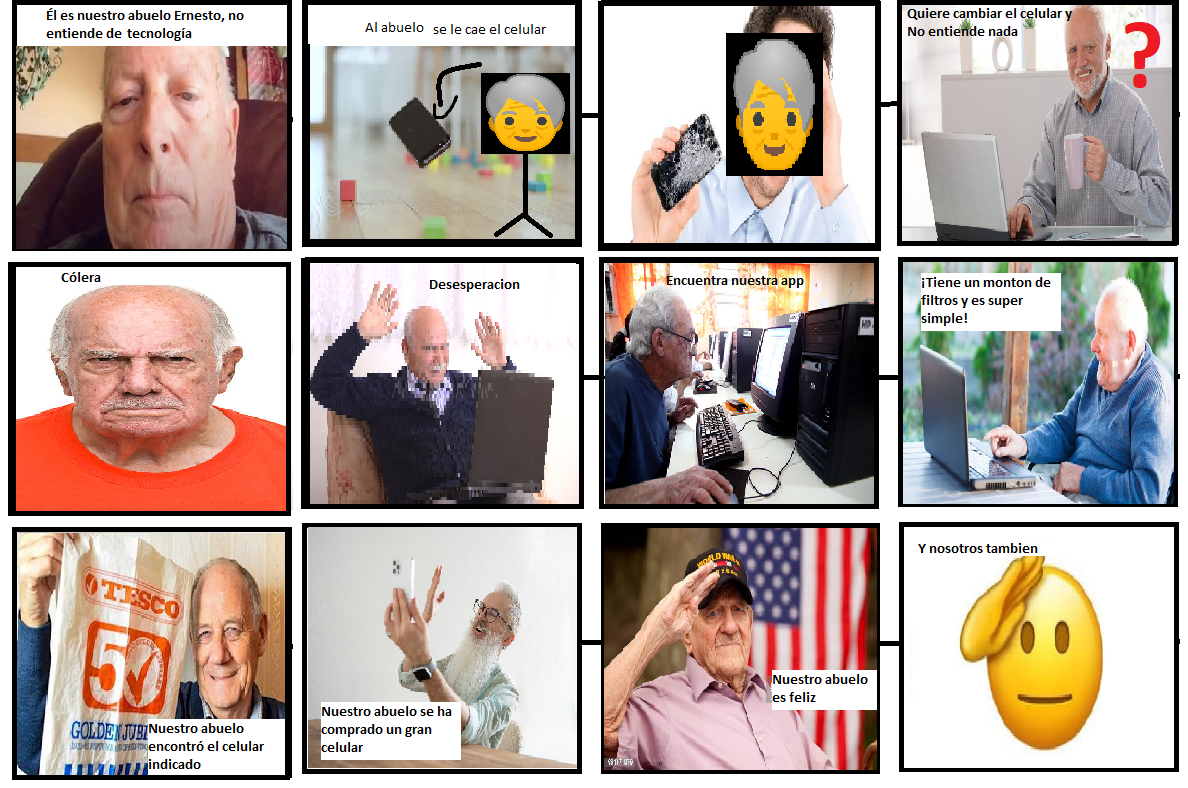 Él es nuestro abuelo Ernesto, no
entiende de tecnología
Al abuelo se le cae el celular
Quiere cambiar el celular y
No entiende nada
?
Cólera
Desesperacion
Encuentra nuestra app
HP
¡Tiene un monton de
filtros y es super
simple!
TESCO
50
GOLDEN JUBI
Nuestro abuelo
encontró el celular
indicado
Nuestro abuelo se ha
comprado un gran
celular
WORLD WAR
Nuestro abuelo
es feliz
Y nosotros tambien